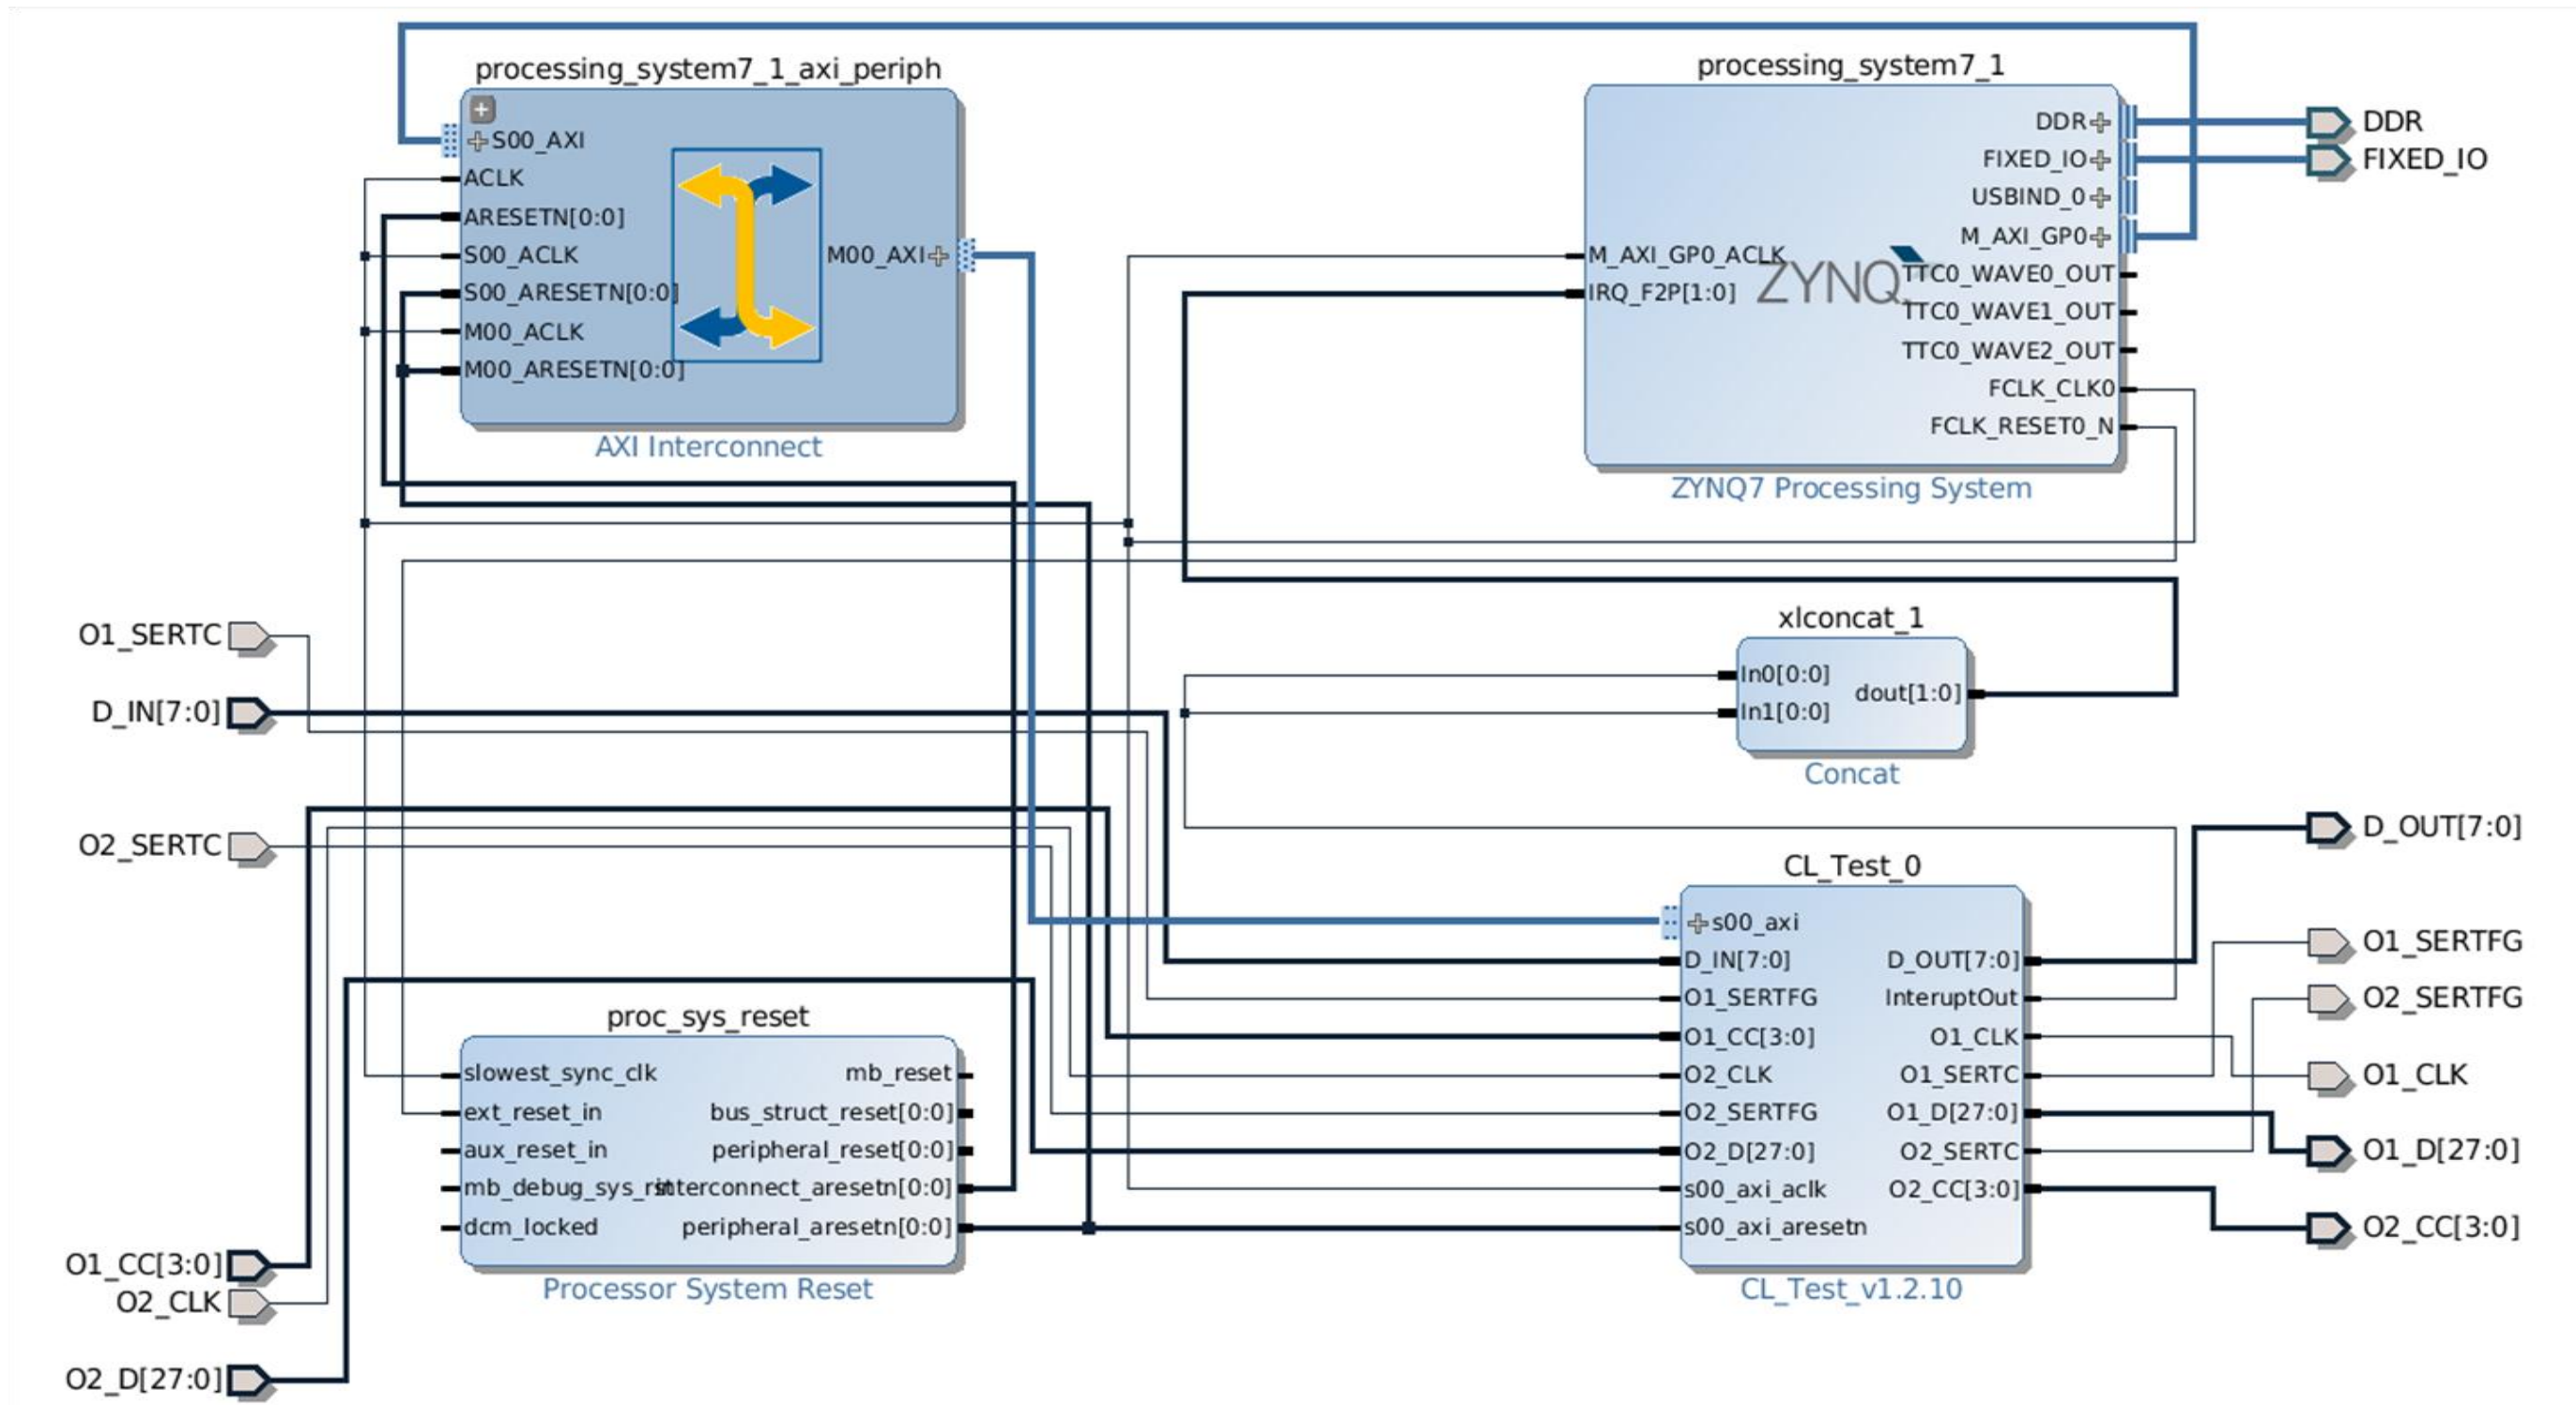 processing_system7_1_axi_periph
S00_AXI
ACLK
ARESETN[0:0]
S00_ACLK
S00_ARESETN[0:0]
M00_ACLK
M00_ARESETN[0:0]
M00_AXI
AXI Interconnect
processing_system7_1
M_AXI_GP0_ACLK
IRQ_F2P[1:0]
ZYNQ
DDR
FIXED_IO
USBIND_0
M_AXI_GP0
TTC0_WAVE0_OUT
TTC0_WAVE1_OUT
TTC0_WAVE2_OUT
FCLK_CLK0
FCLK_RESET0_N
ZYNQ7 Processing System
DDR
FIXED_IO
O1_SERTC
D_IN[7:0]
O2_SERTC
O1_CC[3:0]
O2_CLK
O2_D[27:0]
xlconcat_1
In0[0:0]
In1[0:0]
dout[1:0]
Concat
proc_sys_reset
slowest_sync_clk
ext_reset_in
aux_reset_in
mb_debug_sys_rst
dcm_locked
mb_reset
bus_struct_reset[0:0]
peripheral_reset[0:0]
interconnect_aresetn[0:0]
peripheral_aresetn[0:0]
Processor System Reset
CL_Test_0
s00_axi
D_IN[7:0]
O1_SERTFG
O1_CC[3:0]
O2_CLK
O2_SERTFG
O2_D[27:0]
s00_axi_aclk
s00_axi_aresetn
D_OUT[7:0]
InteruptOut
O1_CLK
O1_SERTC
O1_D[27:0]
O2_SERTC
O2_CC[3:0]
CL_Test_v1.2.10
D_OUT[7:0]
O1_SERTFG
O2_SERTFG
O1_CLK
O1_D[27:0]
O2_CC[3:0]